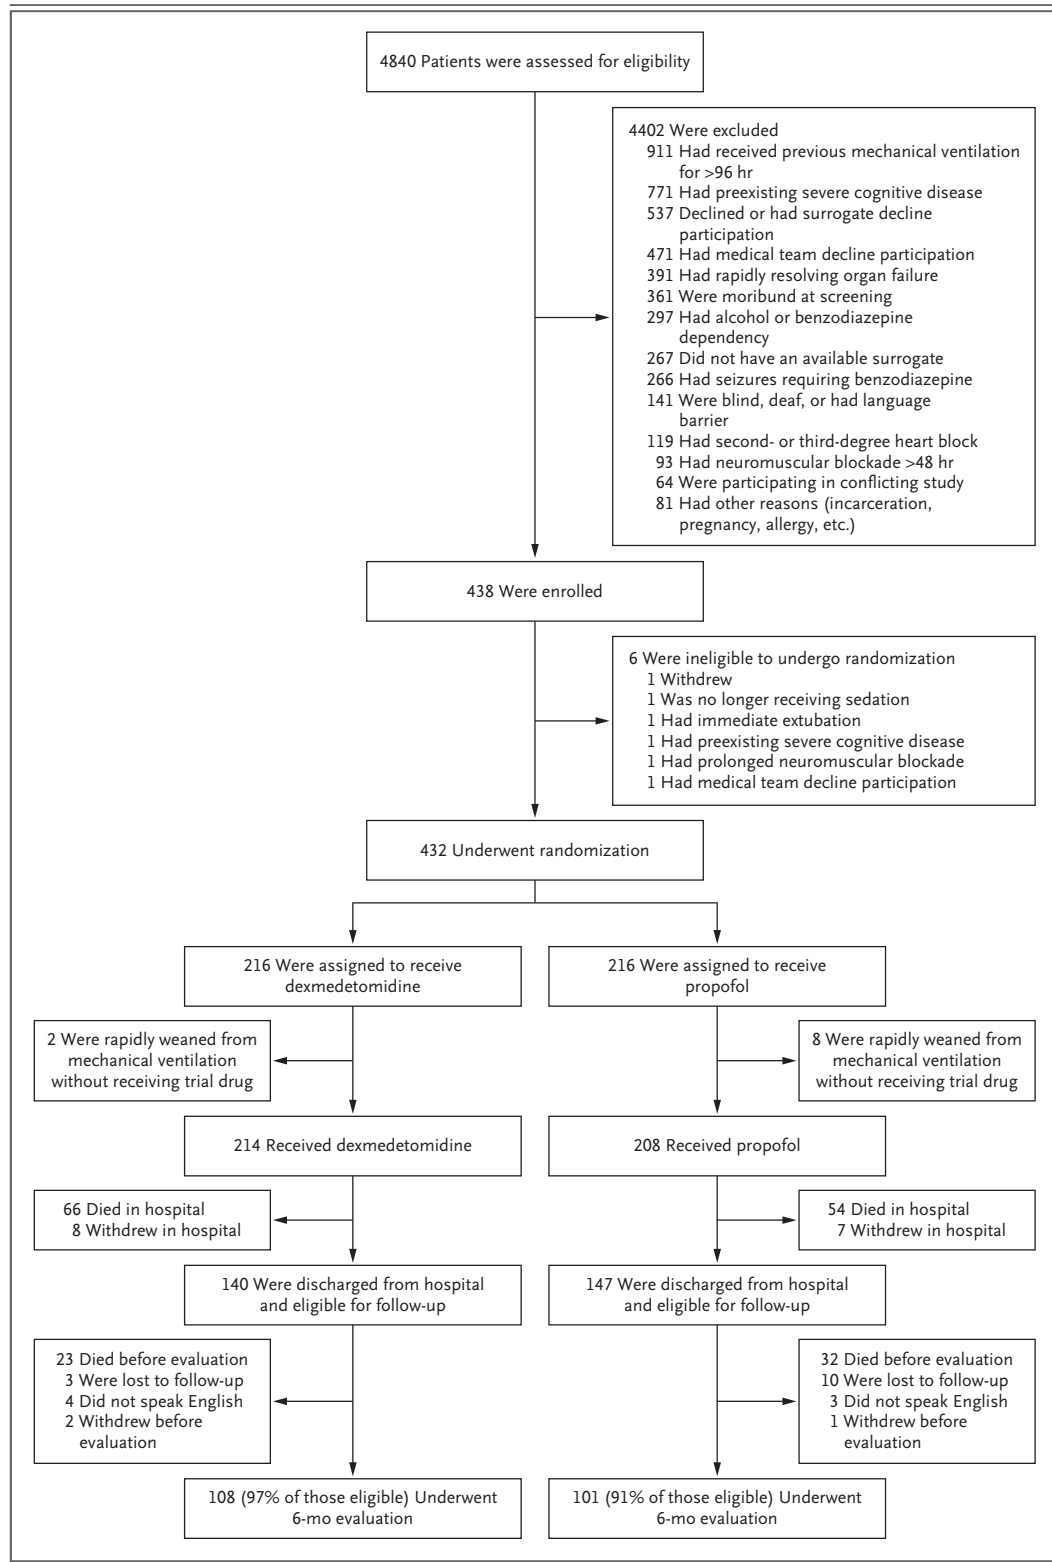 4840 Patients were assessed for eligibility
4402 Were excluded
911 Had received previous mechanical ventilation
for >96 hr
771 Had preexisting severe cognitive disease
537 Declined or had surrogate decline
participation
471 Had medical team decline participation
391 Had rapidly resolving organ failure
361 Were moribund at screening
297 Had alcohol or benzodiazepine
dependency
267 Did not have an available surrogate
266 Had seizures requiring benzodiazepine
141 Were blind, deaf, or had language
barrier
119 Had second- or third-degree heart block
93 Had neuromuscular blockade >48 hr
64 Were participating in conflicting study
81 Had other reasons (incarceration,
pregnancy, allergy, etc.)
438 Were enrolled
6 Were ineligible to undergo randomization
1 Withdrew
1 Was no longer receiving sedation
1 Had immediate extubation
1 Had preexisting severe cognitive disease
1 Had prolonged neuromuscular blockade
1 Had medical team decline participation
432 Underwent randomization
216 Were assigned to receive
dexmedetomidine
216 Were assigned to receive
propofol
2 Were rapidly weaned from
mechanical ventilation
without receiving trial drug
8 Were rapidly weaned from
mechanical ventilation
without receiving trial drug
214 Received dexmedetomidine
208 Received propofol
66 Died in hospital
8 Withdrew in hospital
54 Died in hospital
7 Withdrew in hospital
140 Were discharged from hospital
and eligible for follow-up
147 Were discharged from hospital
and eligible for follow-up
23 Died before evaluation
3 Were lost to follow-up
4 Did not speak English
2 Withdrew before
evaluation
32 Died before evaluation
10 Were lost to follow-up
3 Did not speak English
1 Withdrew before
evaluation
108 (97% of those eligible) Underwent
6-mo evaluation
101 (91% of those eligible) Underwent
6-mo evaluation